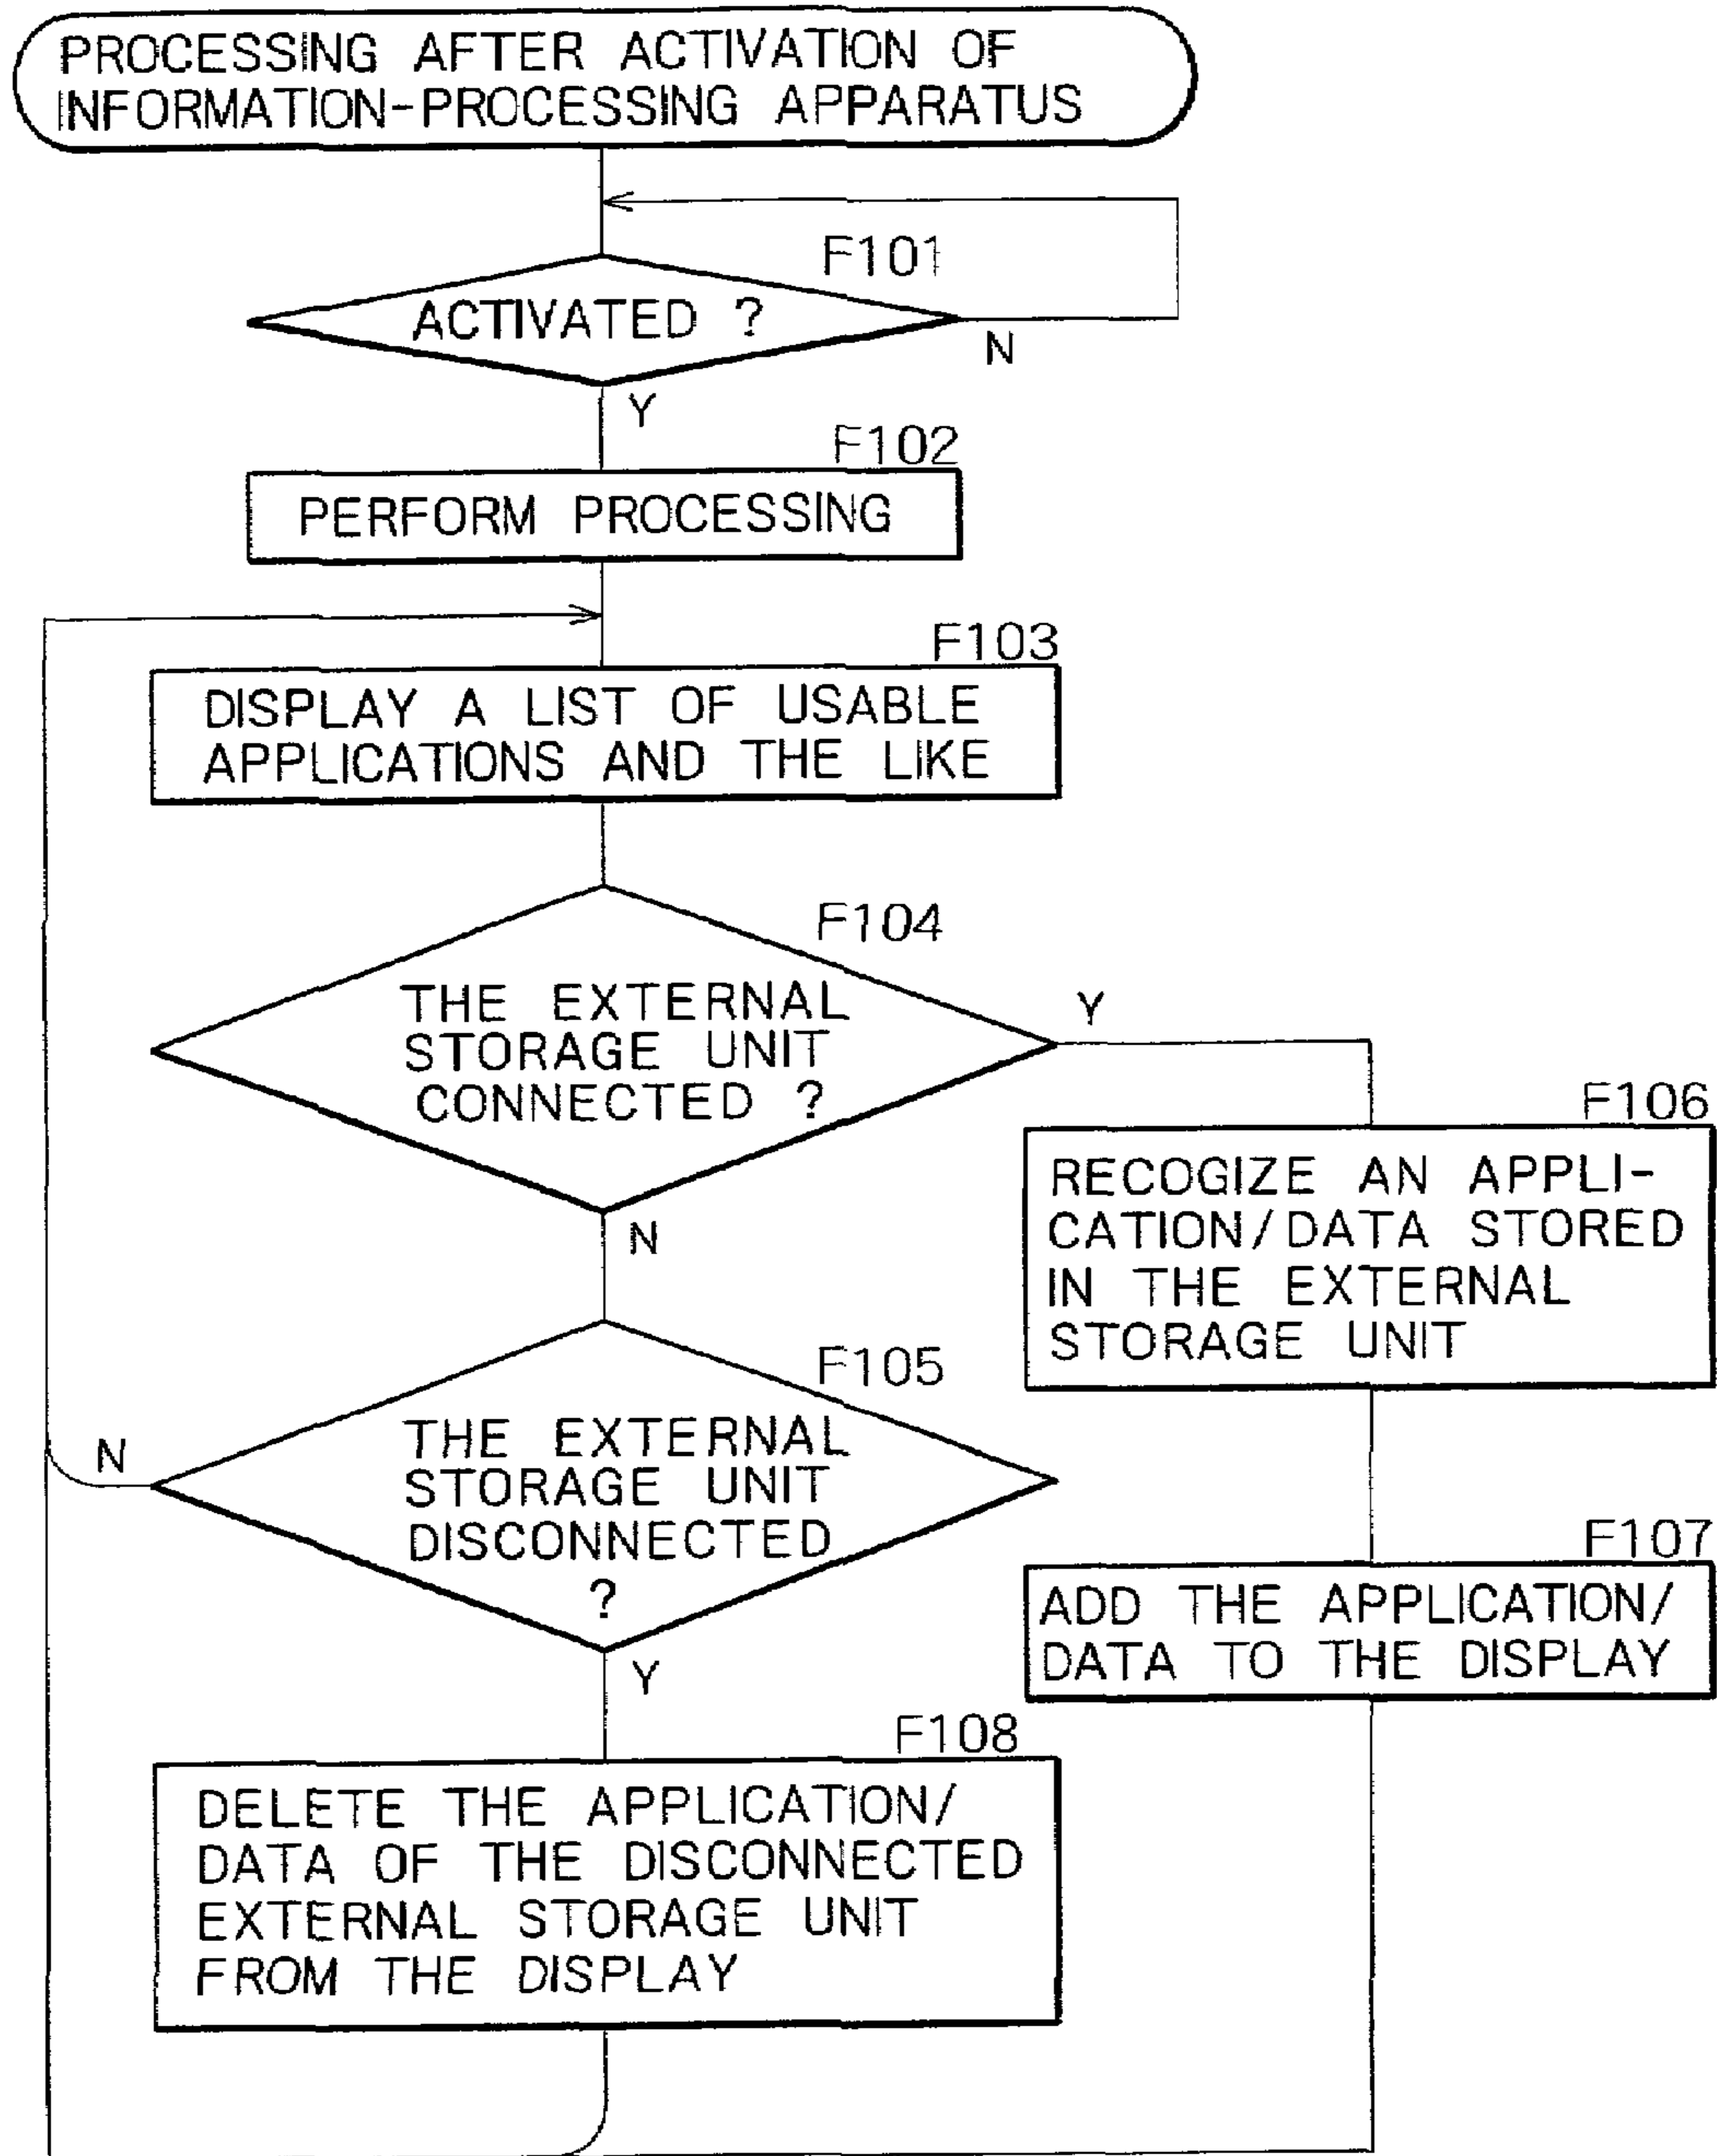 PROCESSING AFTER ACTIVATION OF
INFORMATION-PROCESSING APPARATUS
F101
ACTIVATED ?
N
Y
F102
PERFORM PROCESSING
F103
DISPLAY A LIST OF USABLE
APPLICATIONS AND THE LIKE
F104
THE EXTERNAL
STORAGE UNIT
CONNECTED ?
Y
N
F106
RECOGIZE AN APPLI-
CATION/DATA STORED
IN THE EXTERNAL
STORAGE UNIT
F105
THE EXTERNAL
STORAGE UNIT
DISCONNECTED
?
N
Y
F107
ADD THE APPLICATION/
DATA TO THE DISPLAY
F108
DELETE THE APPLICATION/
DATA OF THE DISCONNECTED
EXTERNAL STORAGE UNIT
FROM THE DISPLAY